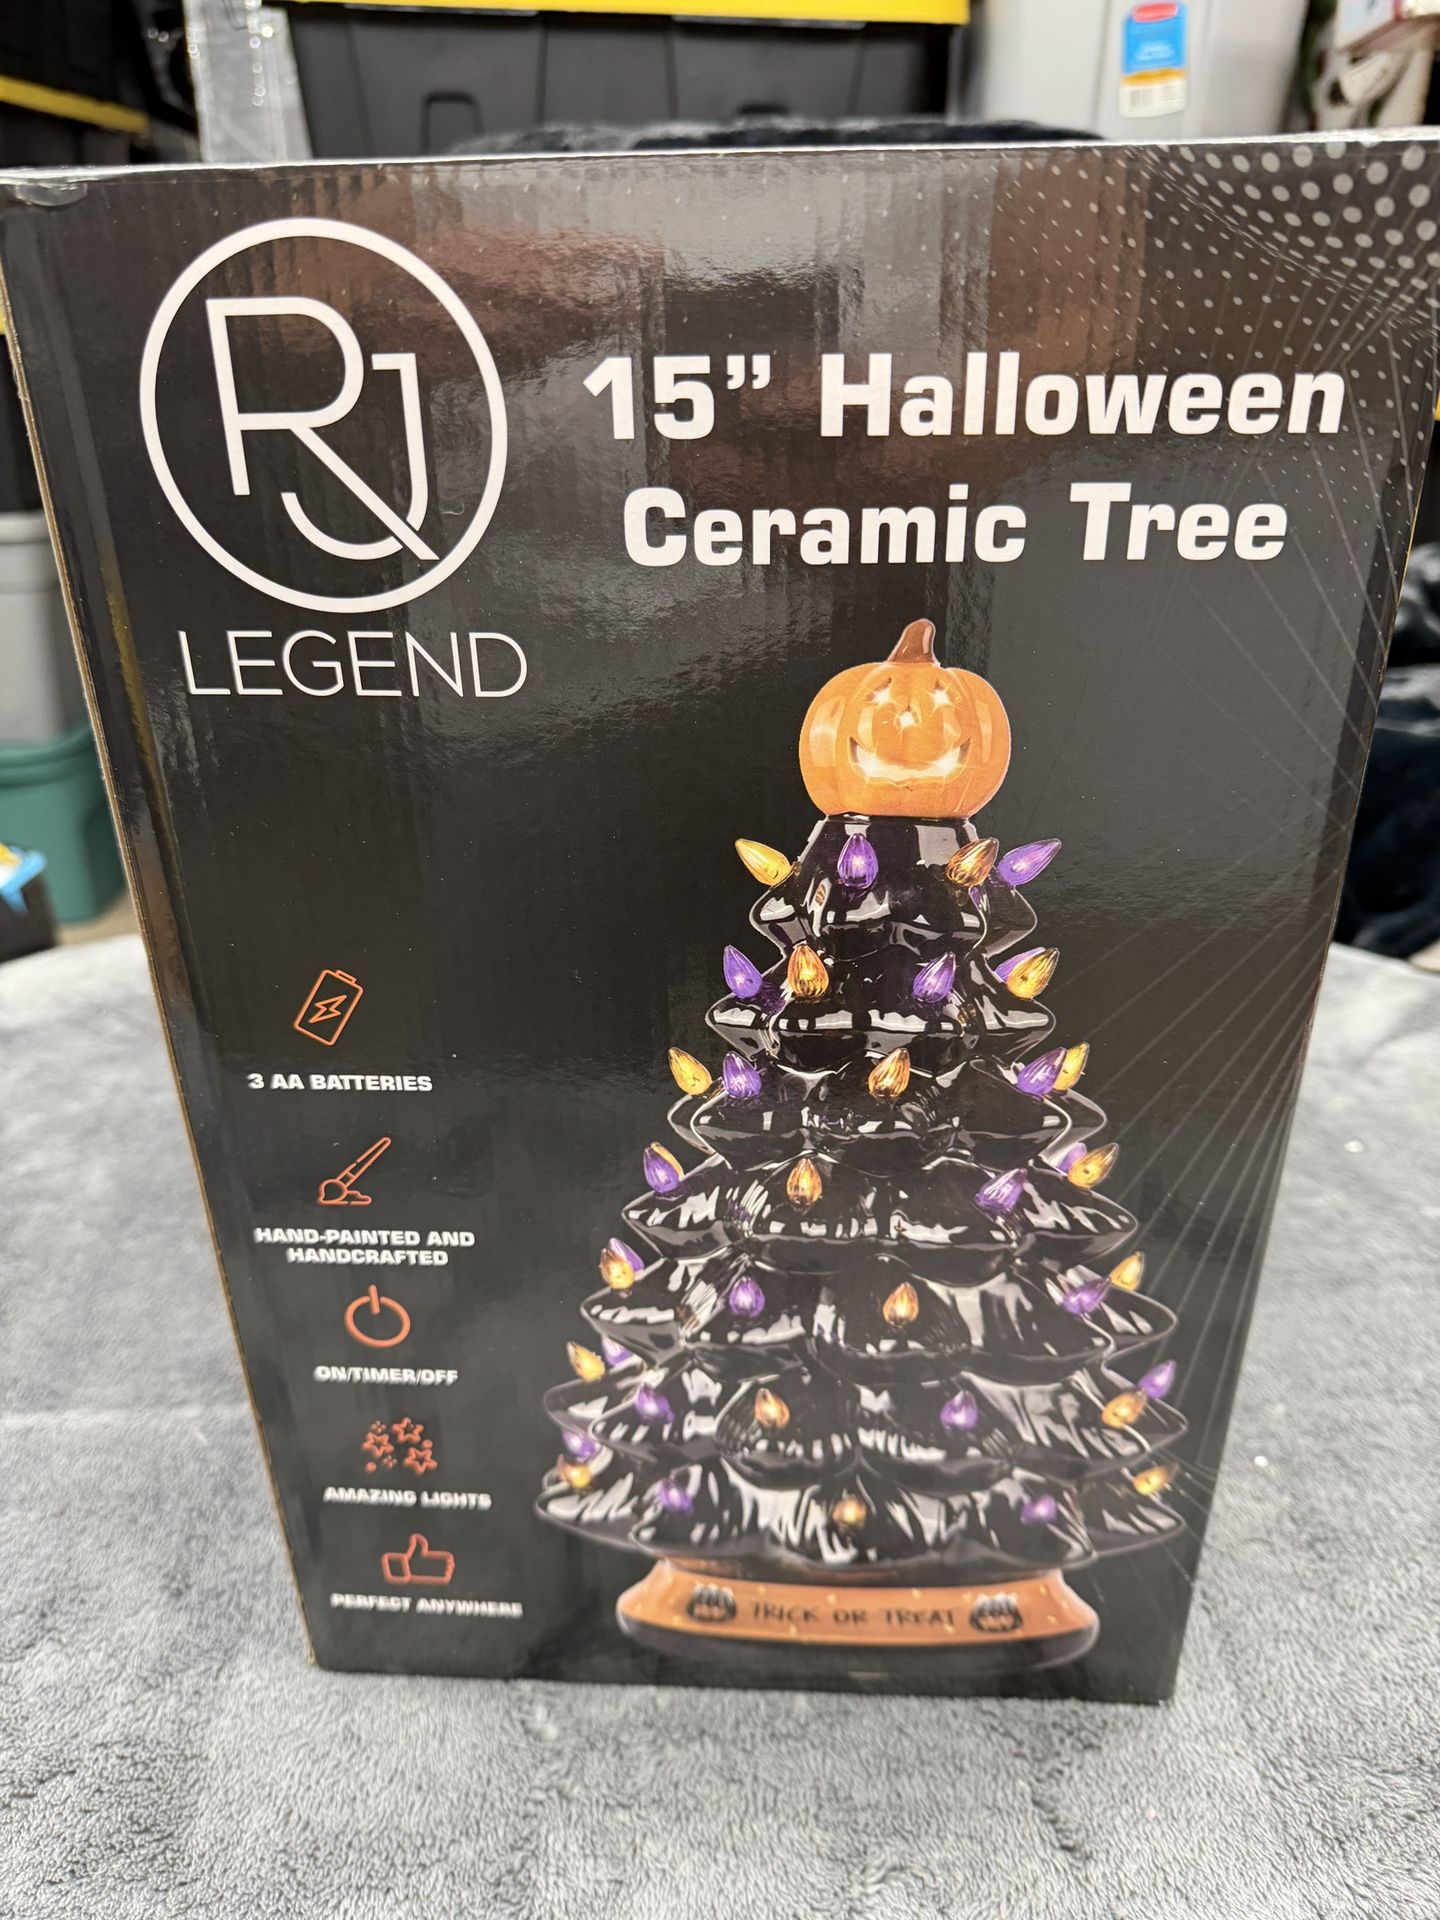 RJ
LEGEND
15" Halloween
Ceramic Tree
3 AA BATTERIES
HAND-PAINTED AND
HANDCRAFTED
ON/TIMER/OFF
AMAZING LIGHTS
PERFECT ANYWHERE
TRICK OR TREAT